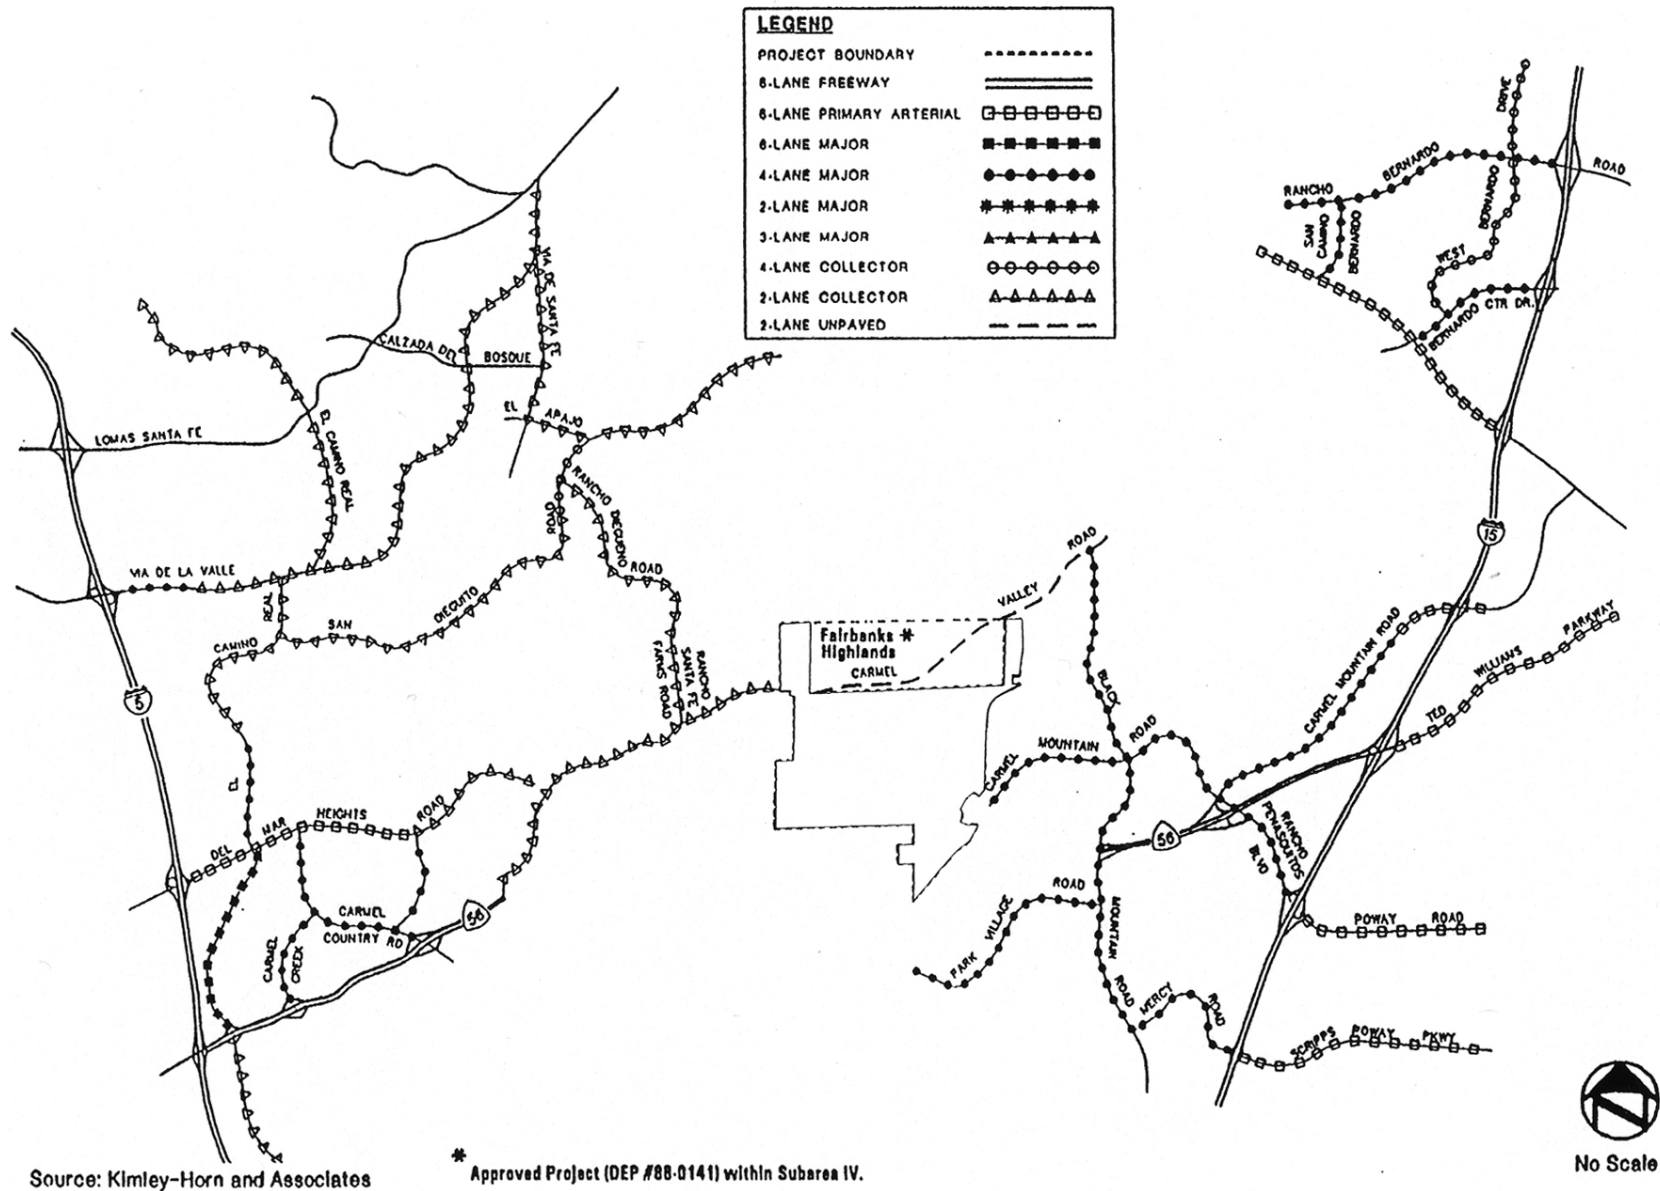 LEGEND
PROJECT BOUNDARY
6-LANE FREEWAY
6-LANE PRIMARY ARTERIAL
6-LANE MAJOR
4-LANE MAJOR
2-LANE MAJOR
3-LANE MAJOR
4-LANE COLLECTOR
2-LANE COLLECTOR
2-LANE UNPAVED
DRIVE
BERNARDO
ROAD
RANCHO
BERNARDO
SAN
CAMINO
BERNARDO
WEST
BERNARDO
CTR DR.
VIA DE SANTA FE
CALZADA DEL
BOSQUE
EL
APAJO
LOMAS SANTA FE
EL CAMINO REAL
RANCHO DIEGUENO
ROAD
ROAD
15
VIA DE LA VALLE
REAL
CAMINO
SAN
DIEGUITO
ROAD
VALLEY
Fairbanks *
Highlands
CARMEL
RANCHO
SANTA FE
FARMS ROAD
CARMEL MOUNTAIN ROAD
TED
WILLIAMS
PARKWAY
5
BLACK
ROAD
MOUNTAIN
CARMEL
EL
DEL
MAR
HEIGHTS
ROAD
56
RANCHO
PENASQUITOS
BLVD
CARMEL
COUNTRY RD
56
CARMEL
CREEK
ROAD
VILLAGE
PARK
MOUNTAIN
ROAD
POWAY
ROAD
MERCY
ROAD
SCRIPPS
POWAY
PKWY
No Scale
Source: Kimley-Horn and Associates
* Approved Project (DEP #88-0141) within Subarea IV.